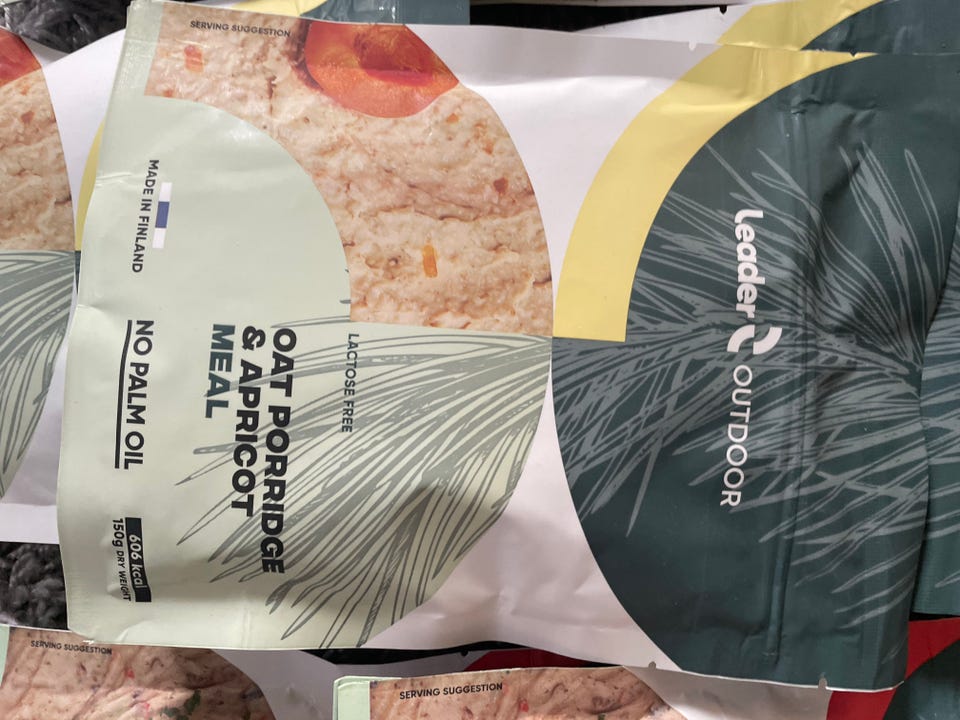 Leader OUTDOOR
LACTOSE FREE
OAT PORRIDGE
& APRICOT
MEAL
MADE IN FINLAND
NO PALM OIL
606 kcal
150g DRY WEIGHT
SERVING SUGGESTION
SERVING SUGGESTION
SERVING SUGGESTION